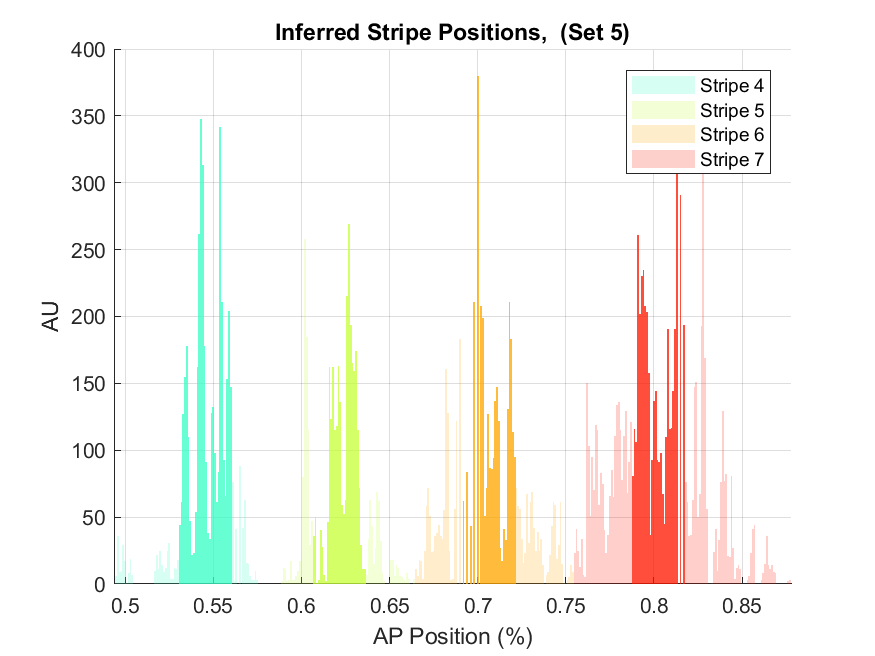 Inferred Stripe Positions,  (Set 5)
400
350
300
250
200
150
100
50
0
AU
Stripe 4
Stripe 5
Stripe 6
Stripe 7
0.5
0.55
0.6
0.65
0.7
0.75
0.8
0.85
AP Position (%)